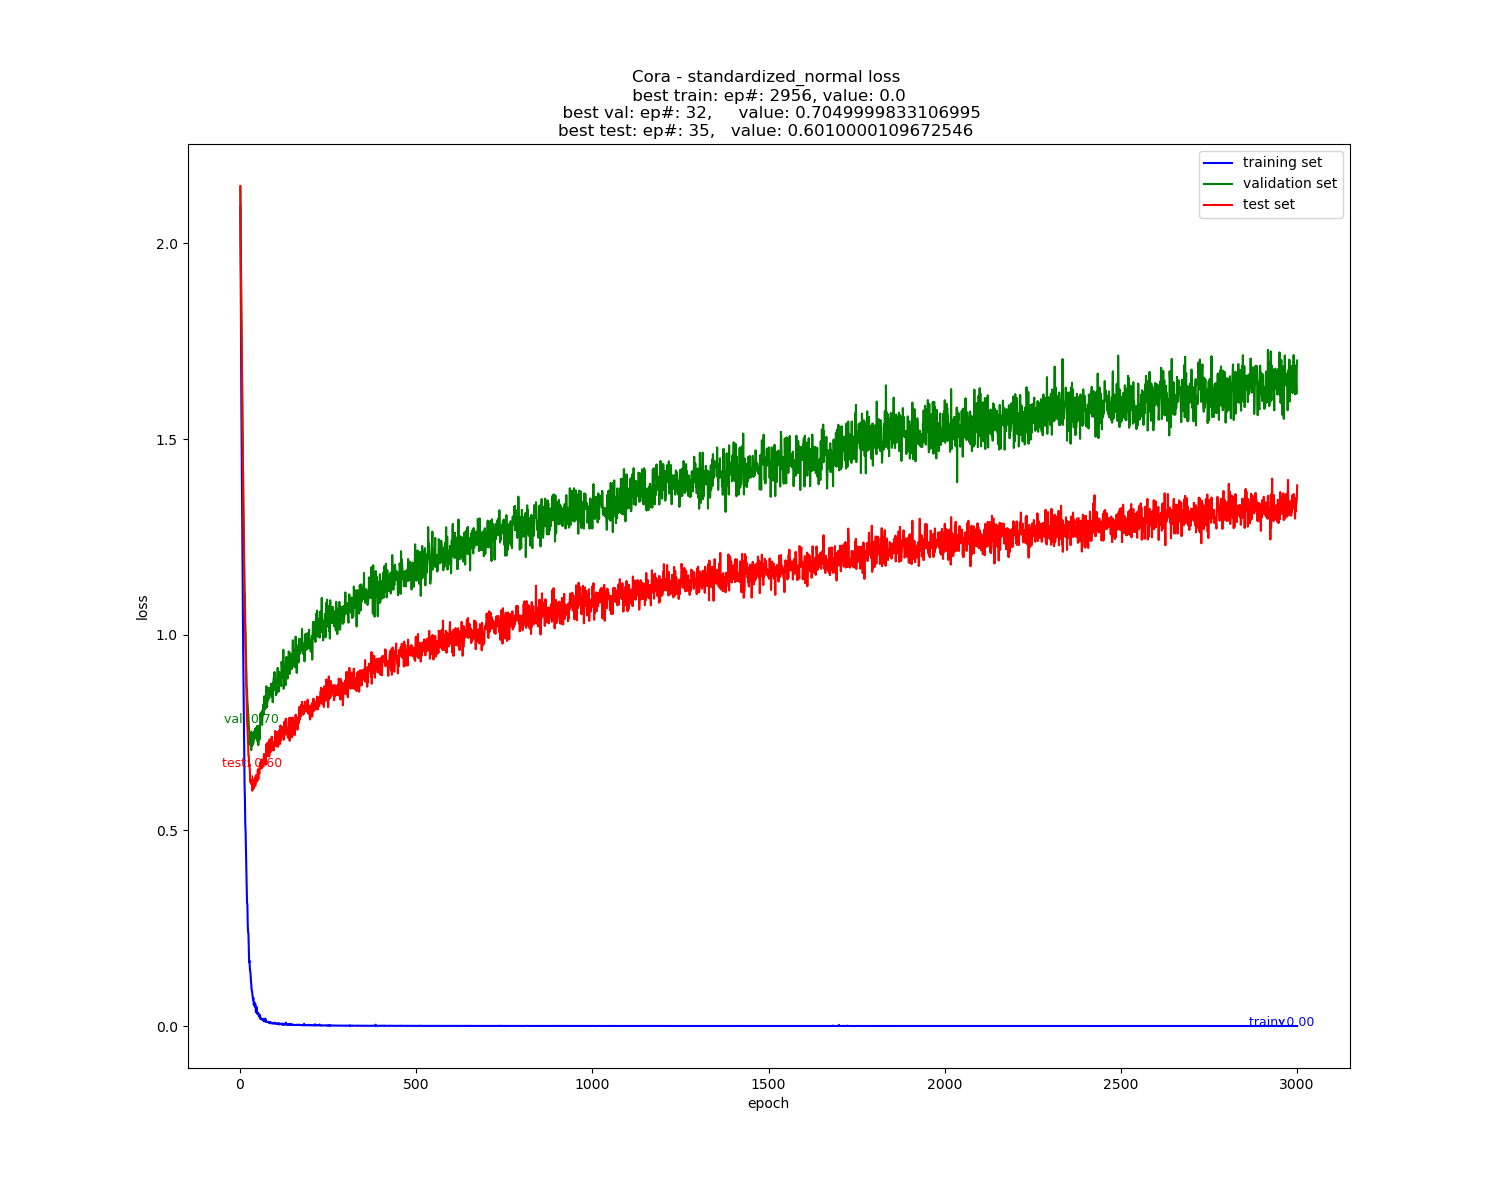 Cora - standardized_normal loss
best train: ep#: 2956, value: 0.0
best val: ep#: 32, value: 0.7049999833106995
best test: ep#: 35, value: 0.6010000109672546
training set
validation set
test set
2.0
1.5
1.0
0.5
0.0
loss
val: 0.70
test: 0.60
train: 0.00
0
500
1000
1500
2000
2500
3000
epoch